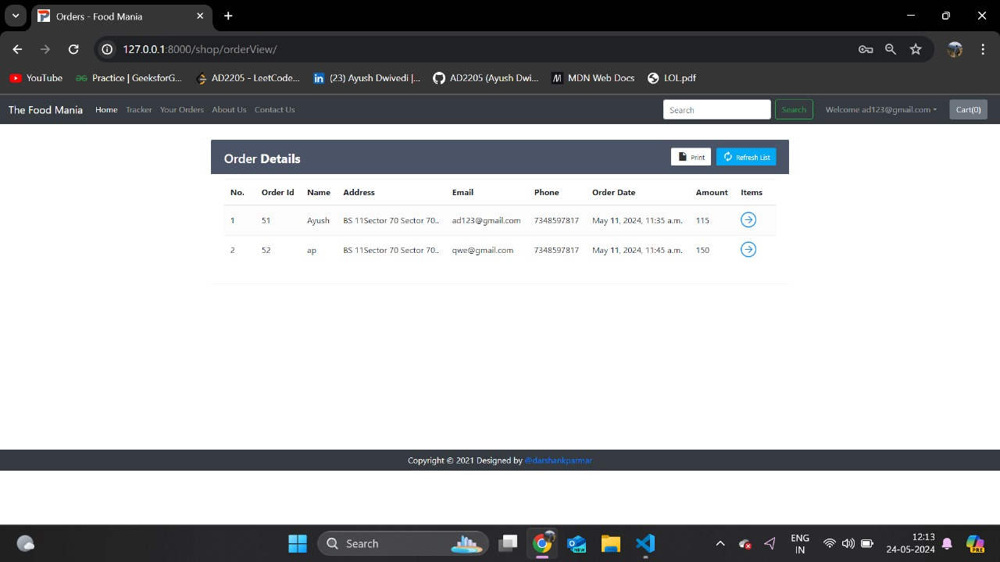 Orders - Food Mania
127.0.0.1:8000/shop/orderView/
YouTube Practice | GeeksforG... AD2205 - LeetCode... (23) Ayush Dwivedi |... AD2205 (Ayush Dwi... MDN Web Docs LOL.pdf
The Food Mania Home Tracker Your Orders About Us Contact Us Search Search Welcome ad123@gmail.com Cart(0)
Order Details Print Refresh List
No. Order Id Name Address Email Phone Order Date Amount Items
1 51 Ayush BS 11Sector 70 Sector 70.. ad123@gmail.com 7348597817 May 11, 2024, 11:35 a.m. 115
2 52 ap BS 11Sector 70 Sector 70.. qwe@gmail.com 7348597817 May 11, 2024, 11:45 a.m. 150
Copyright © 2021 Designed by @darshankparmar
Search NEW ENG 12:13
IN 24-05-2024 PRE